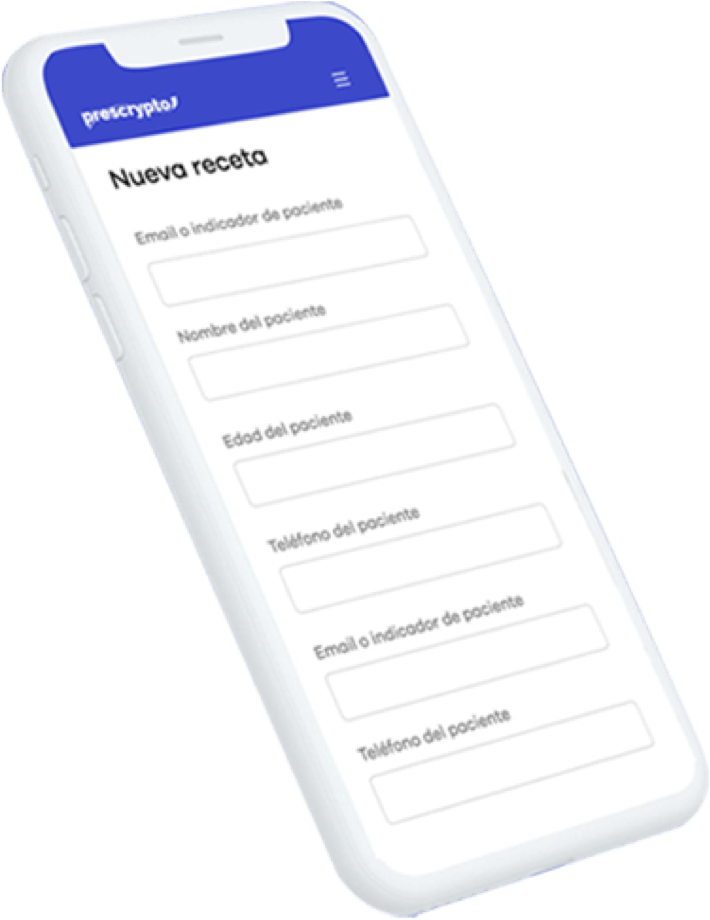 prescrypto
Nueva receta
Email o indicador de paciente
Nombre del paciente
Edad del paciente
Teléfono del paciente
Email o indicador de paciente
Teléfono del paciente